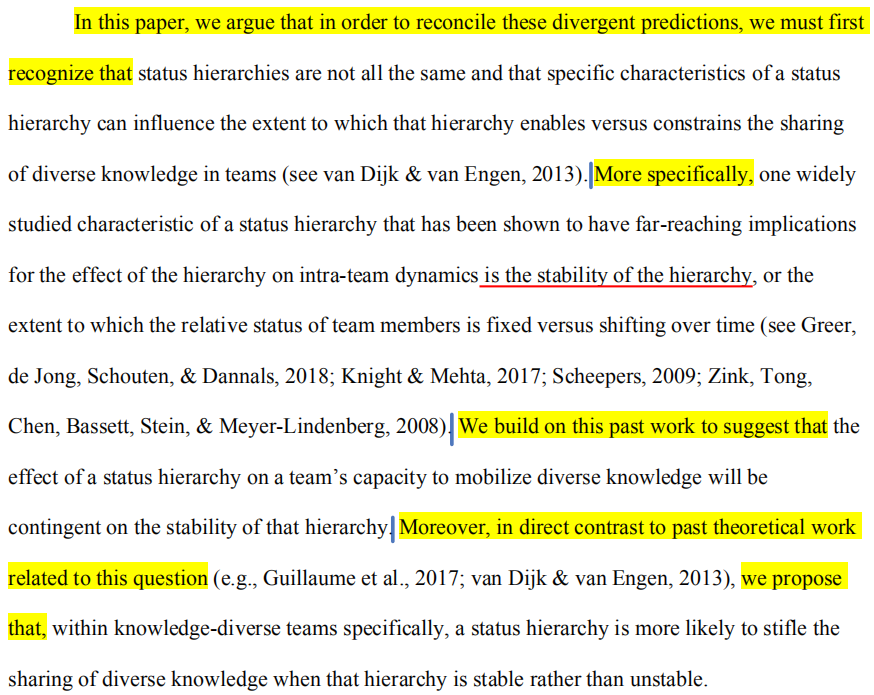 In this paper, we argue that in order to reconcile these divergent predictions, we must first
recognize that status hierarchies are not all the same and that specific characteristics of a status
hierarchy can influence the extent to which that hierarchy enables versus constrains the sharing
of diverse knowledge in teams (see van Dijk & van Engen, 2013). More specifically, one widely
studied characteristic of a status hierarchy that has been shown to have far-reaching implications
for the effect of the hierarchy on intra-team dynamics is the stability of the hierarchy, or the
extent to which the relative status of team members is fixed versus shifting over time (see Greer,
de Jong, Schouten, & Dannals, 2018; Knight & Mehta, 2017; Scheepers, 2009; Zink, Tong,
Chen, Bassett, Stein, & Meyer-Lindenberg, 2008). We build on this past work to suggest that the
effect of a status hierarchy on a team’s capacity to mobilize diverse knowledge will be
contingent on the stability of that hierarchy. Moreover, in direct contrast to past theoretical work
related to this question (e.g., Guillaume et al., 2017; van Dijk & van Engen, 2013), we propose
that, within knowledge-diverse teams specifically, a status hierarchy is more likely to stifle the
sharing of diverse knowledge when that hierarchy is stable rather than unstable.